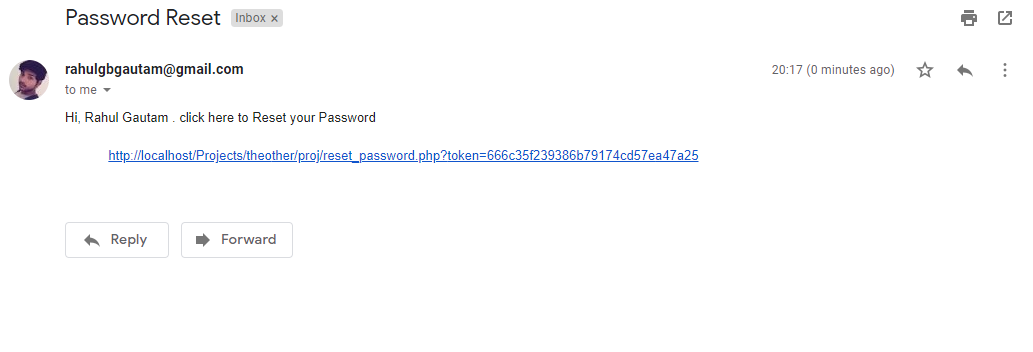 Password Reset Inbox ×
rahulgbgautam@gmail.com 20:17 (0 minutes ago)
to me
Hi, Rahul Gautam . click here to Reset your Password
http://localhost/Projects/theother/proj/reset_password.php?token=666c35f239386b79174cd57ea47a25
Reply Forward